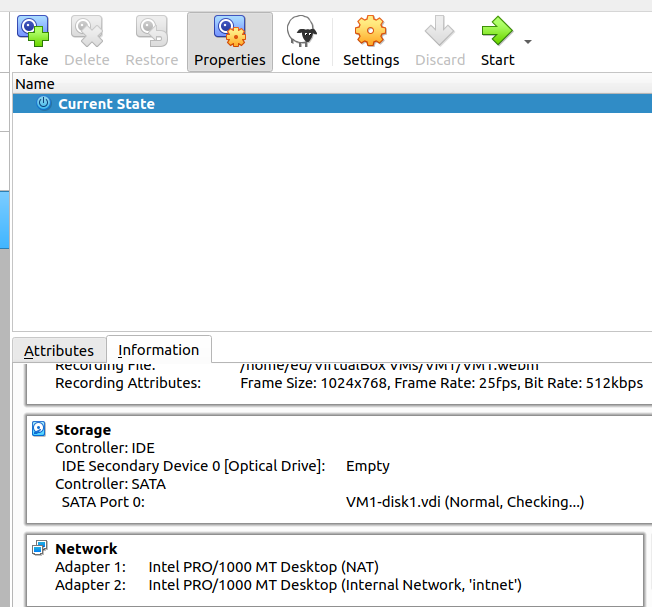 Take Delete Restore Properties Clone Settings Discard Start
Name
Current State
Attributes Information
Recording File: /home/ed/VirtualBox VMs/VM1/VM1.webm
Recording Attributes: Frame Size: 1024x768, Frame Rate: 25fps, Bit Rate: 512kbps
Storage
Controller: IDE
IDE Secondary Device 0 [Optical Drive]: Empty
Controller: SATA
SATA Port 0: VM1-disk1.vdi (Normal, Checking...)
Network
Adapter 1: Intel PRO/1000 MT Desktop (NAT)
Adapter 2: Intel PRO/1000 MT Desktop (Internal Network, 'intnet')